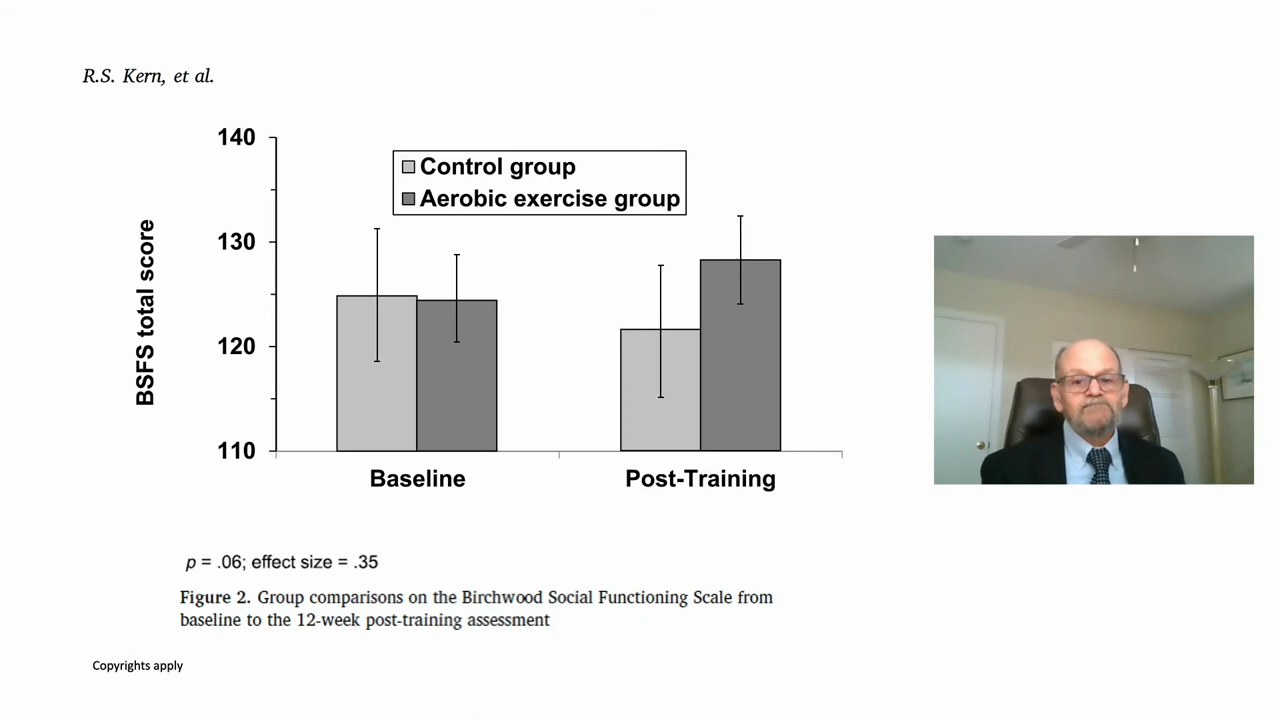 R.S. Kern, et al.
140
130
120
110
BSFS total score
Control group
Aerobic exercise group
Baseline
Post-Training
p = .06; effect size = .35
Figure 2. Group comparisons on the Birchwood Social Functioning Scale from
baseline to the 12-week post-training assessment
Copyrights apply